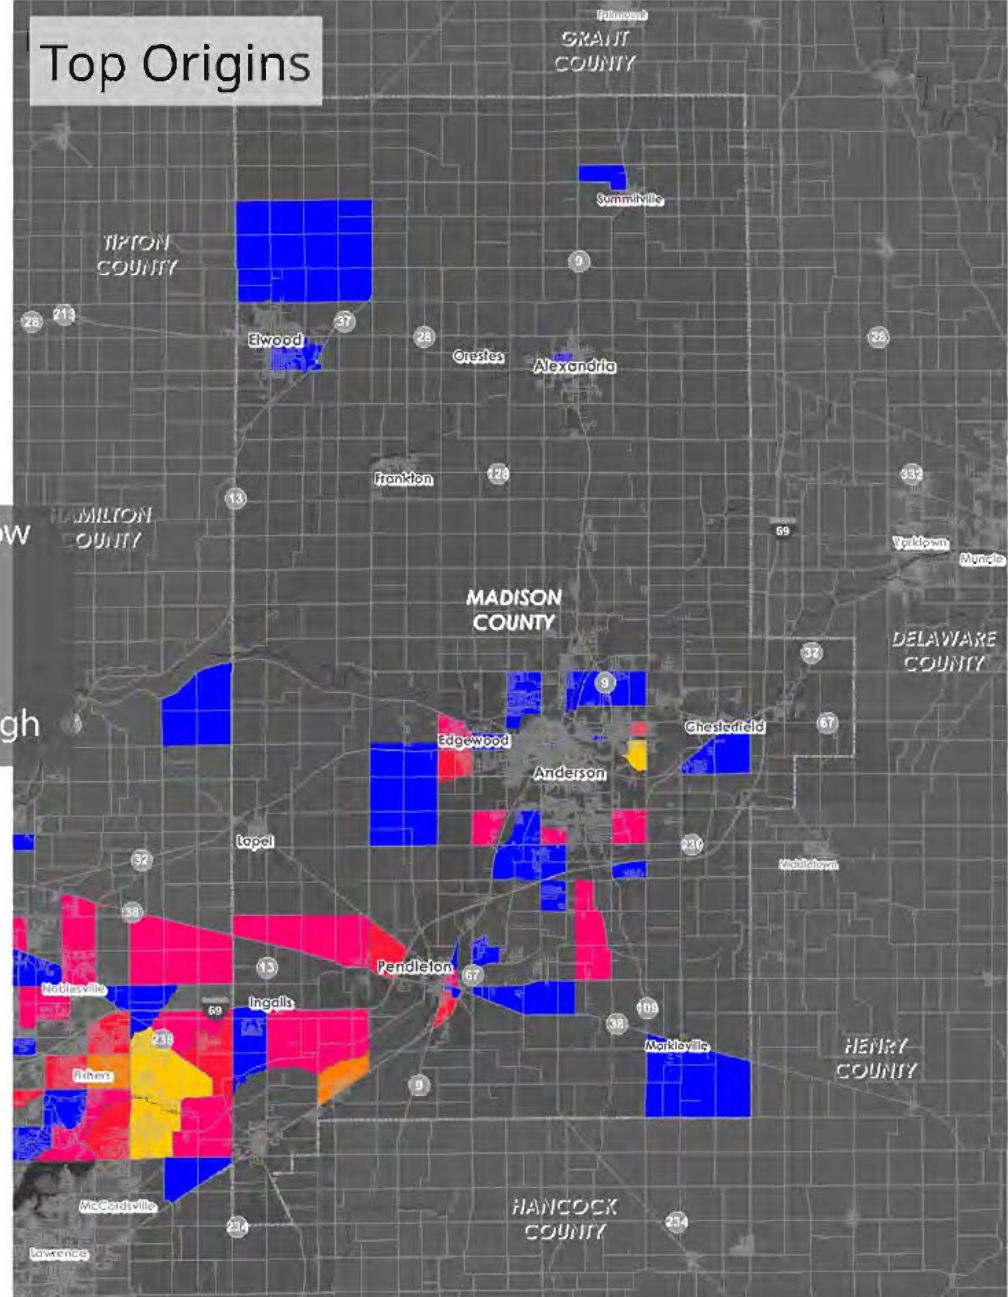 Top Origins
Fairmount
GRANT
COUNTY
Summitville
TIPTON
COUNTY
9
28
213
37
28
28
Elwood
Orestes
Alexandria
Frankton
128
332
13
HAMILTON
COUNTY
ow
69
Yorktown
Muncie
MADISON
COUNTY
DELAWARE
COUNTY
32
9
gh
Edgewood
Chesterfield
67
Anderson
Lapel
32
236
Middletown
38
Pendleton
13
67
Noblesville
69
Ingalls
109
38
238
Markleville
HENRY
COUNTY
Fishers
9
McCordsville
HANCOCK
COUNTY
234
234
Lawrence